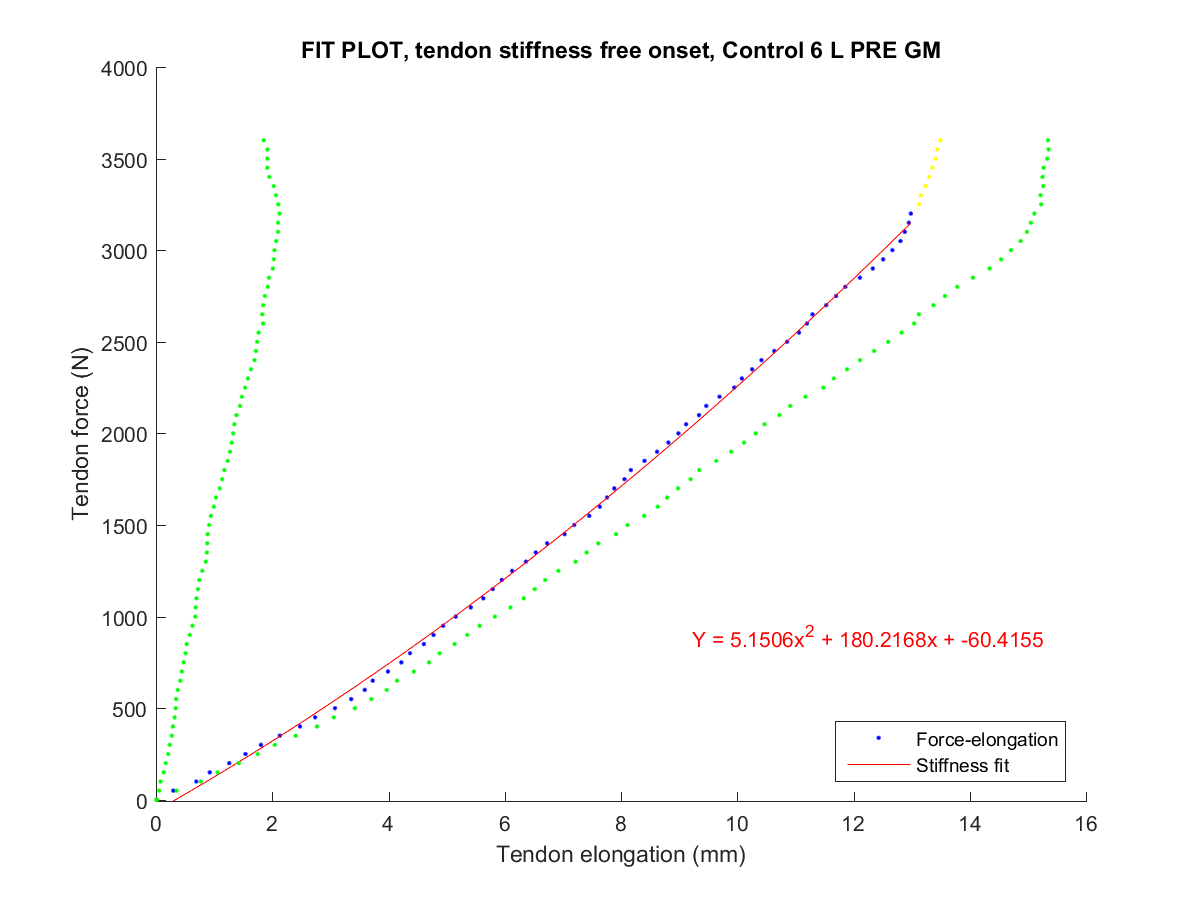 FIT PLOT, tendon stiffness free onset, Control 6 L PRE GM
4000
3500
3000
2500
2000
1500
1000
500
0
Tendon force (N)
Y = 5.1506x² + 180.2168x + -60.4155
Force-elongation
Stiffness fit
0 2 4 6 8 10 12 14 16
Tendon elongation (mm)